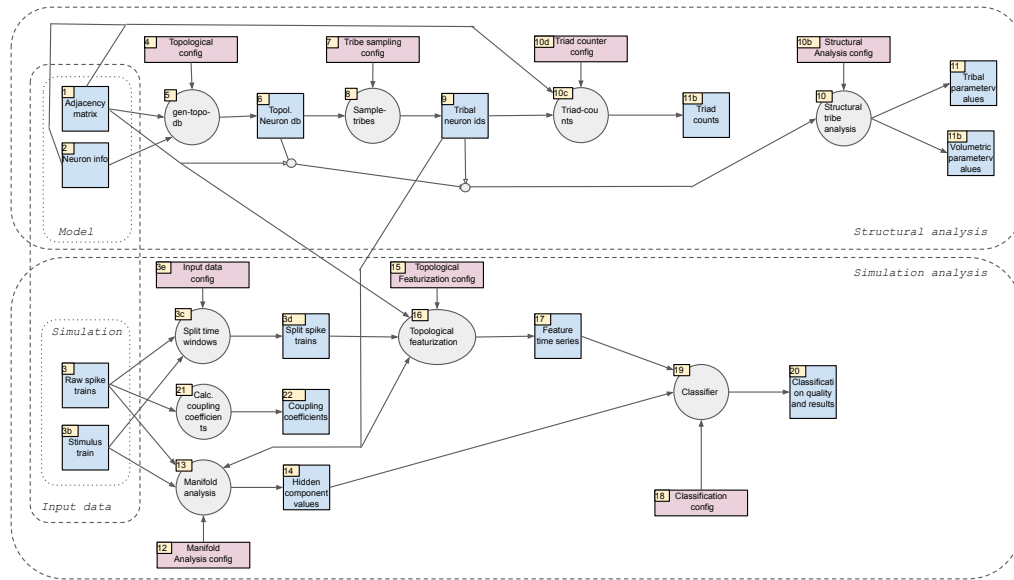 4
Topological
config
7
Tribe sampling
config
10d
Triad counter
config
10b
Structural
Analysis config
1
Adjacency
matrix
5
gen-topo-
db
6
Topol.
Neuron db
8
Sample-
tribes
9
Tribal
neuron ids
10c
Triad-cou
nts
11b
Triad
counts
10
Structural
tribe
analysis
11
Tribal
parameterv
alues
2
Neuron info
11b
Volumetric
parameterv
alues
Model
Structural analysis
3e
Input data
config
15
Topological
Featurization config
Simulation analysis
Simulation
3c
Split time
windows
3d
Split spike
trains
16
Topological
featurization
17
Feature
time series
3
Raw spike
trains
21
Calc.
coupling
coefficien
ts
22
Coupling
coefficients
19
Classifier
20
Classificati
on quality
and results
3b
Stimulus
train
13
Manifold
analysis
14
Hidden
component
values
Input data
18
Classification
config
12
Manifold
Analysis config